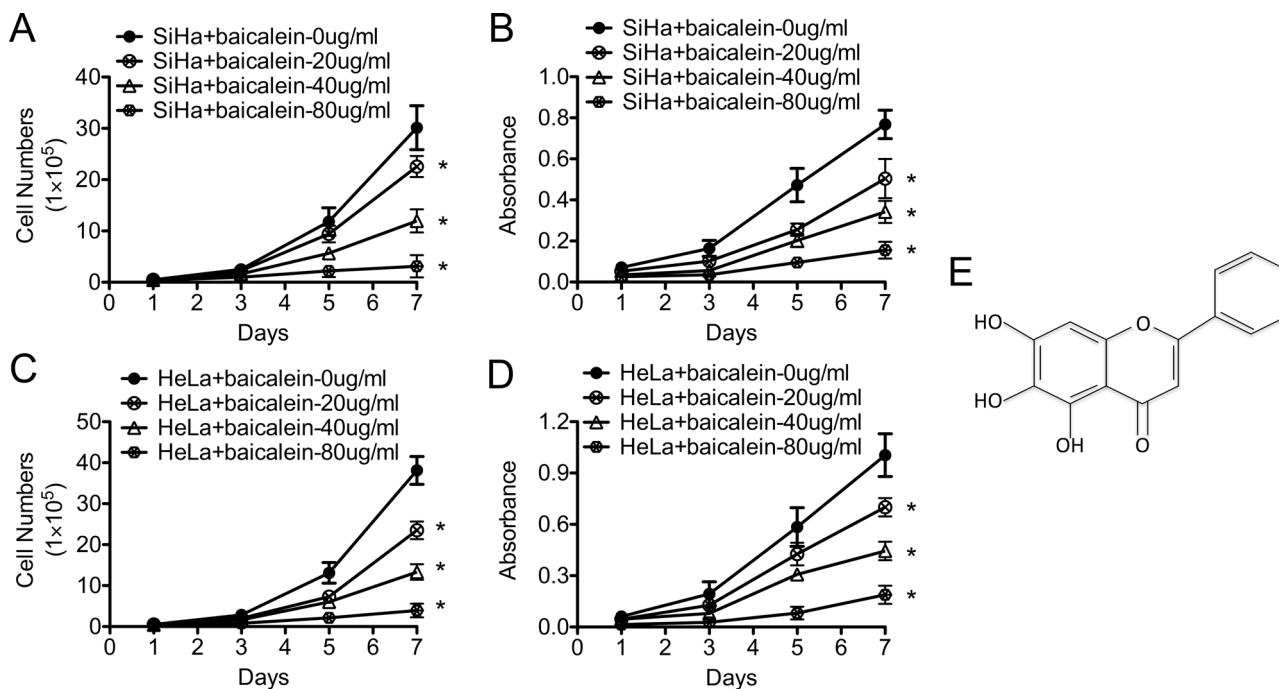 A
SiHa+baicalein-0ug/ml
SiHa+baicalein-20ug/ml
SiHa+baicalein-40ug/ml
SiHa+baicalein-80ug/ml
40
30
20
10
0
Cell Numbers
(1×10⁵)
0 1 2 3 4 5 6 7
Days
*
*
*
B
SiHa+baicalein-0ug/ml
SiHa+baicalein-20ug/ml
SiHa+baicalein-40ug/ml
SiHa+baicalein-80ug/ml
1.0
0.8
0.6
0.4
0.2
0.0
Absorbance
0 1 2 3 4 5 6 7
Days
*
*
*
C
HeLa+baicalein-0ug/ml
HeLa+baicalein-20ug/ml
HeLa+baicalein-40ug/ml
HeLa+baicalein-80ug/ml
50
40
30
20
10
0
Cell Numbers
(1×10⁵)
0 1 2 3 4 5 6 7
Days
*
*
*
D
HeLa+baicalein-0ug/ml
HeLa+baicalein-20ug/ml
HeLa+baicalein-40ug/ml
HeLa+baicalein-80ug/ml
1.2
0.9
0.6
0.3
0.0
Absorbance
0 1 2 3 4 5 6 7
Days
*
*
*
E
HO
O
HO
OH
O